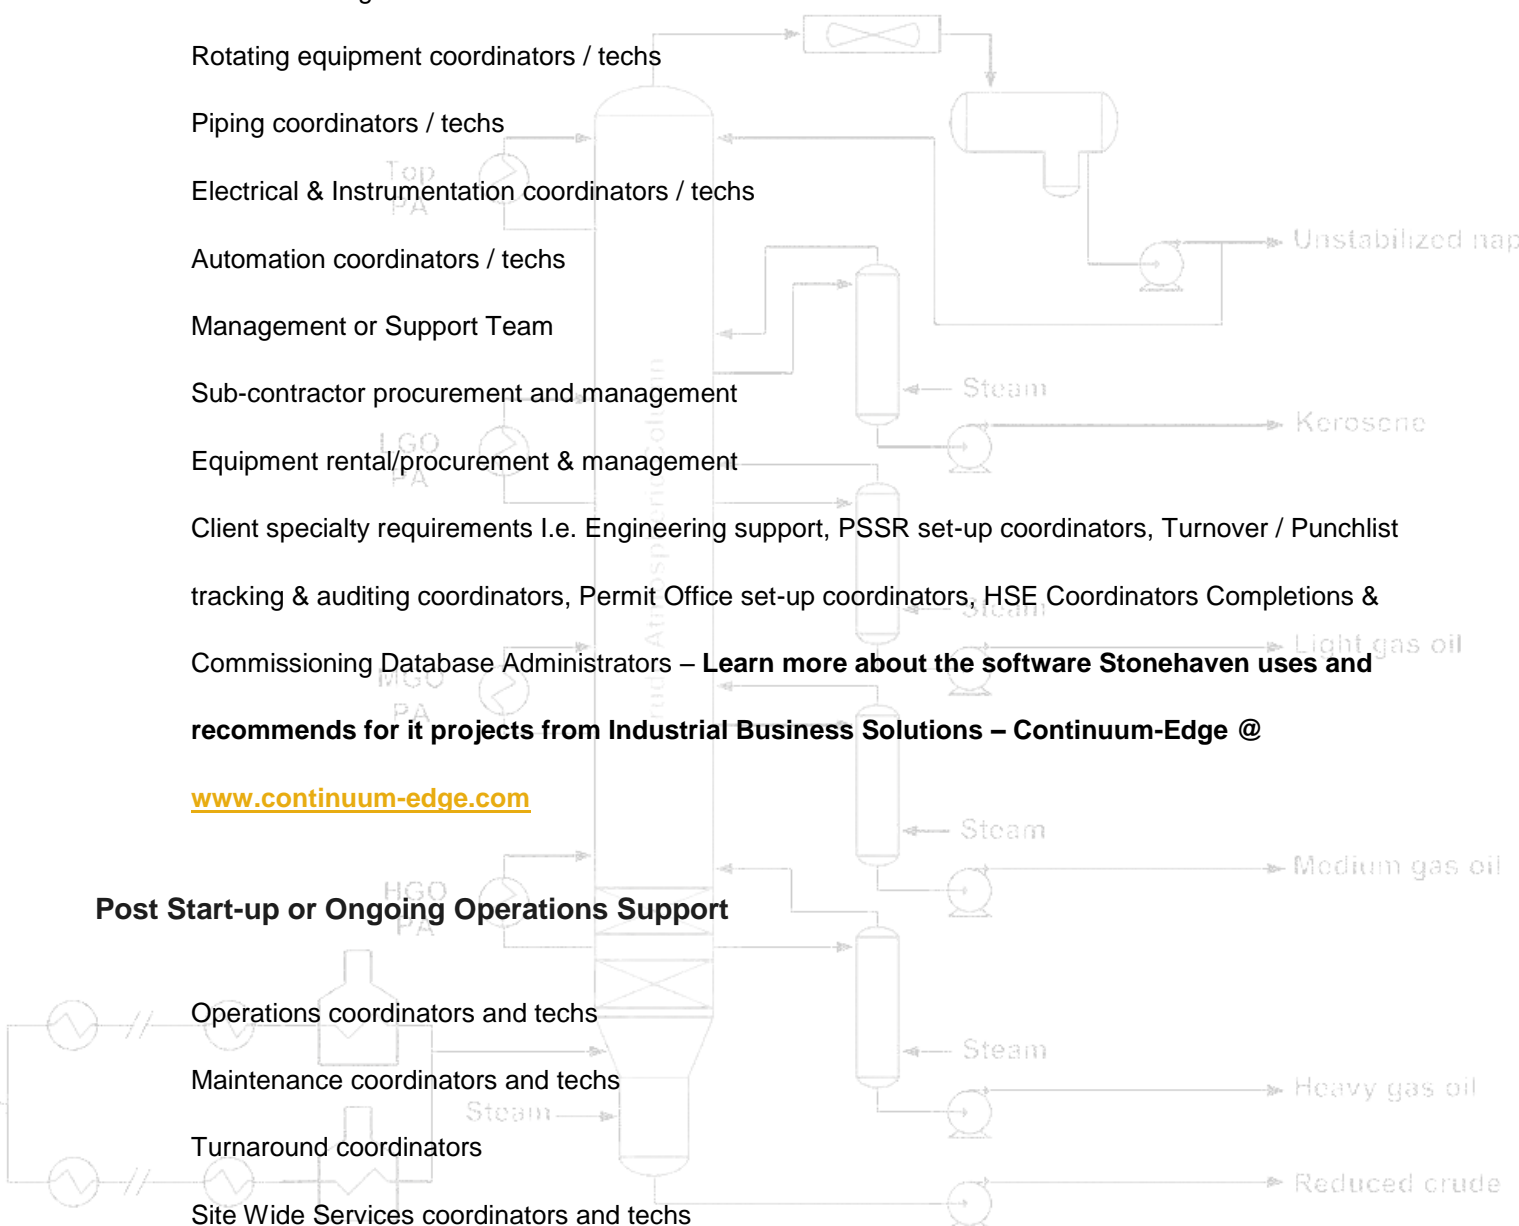 Rotating equipment coordinators / techs
Piping coordinators / techs
Top
PA
Electrical & Instrumentation coordinators / techs
Unstabilized nap
Automation coordinators / techs
Management or Support Team
Steam
Sub-contractor procurement and management
Kerosene
LGO
PA
Equipment rental/procurement & management
Client specialty requirements I.e. Engineering support, PSSR set-up coordinators, Turnover / Punchlist
tracking & auditing coordinators, Permit Office set-up coordinators, HSE Coordinators Completions &
Steam
Light gas oil
Commissioning Database Administrators – Learn more about the software Stonehaven uses and
MGO
PA
recommends for it projects from Industrial Business Solutions – Continuum-Edge @
www.continuum-edge.com
Steam
Medium gas oil
HGO
PA
Post Start-up or Ongoing Operations Support
Operations coordinators and techs
Steam
Maintenance coordinators and techs
Heavy gas oil
Steam
Turnaround coordinators
Reduced crude
Site Wide Services coordinators and techs